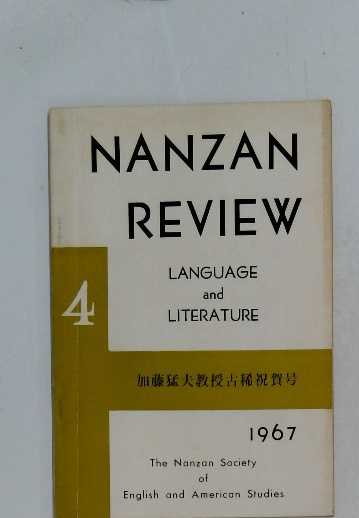 NANZAN
REVIEW
LANGUAGE
and
LITERATURE
4
加藤猛夫教授古稀祝賀号
1967
The Nanzan Society
of
English and American Studies